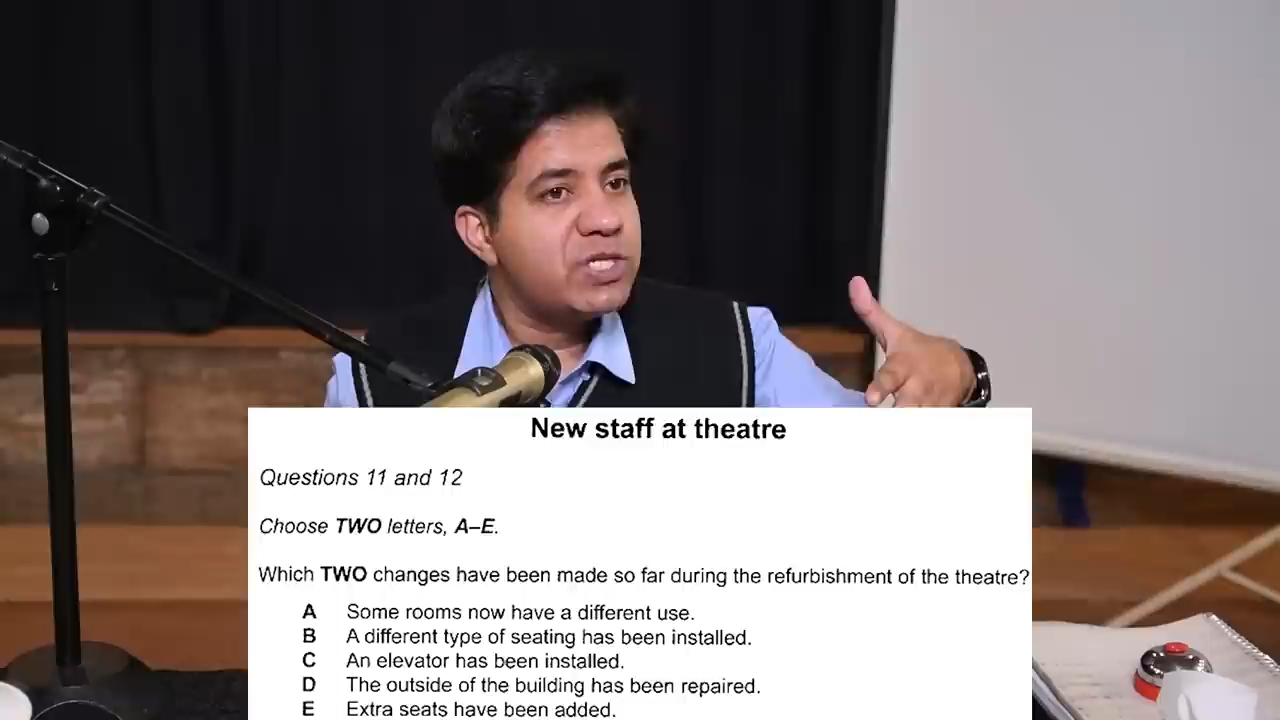 New staff at theatre
Questions 11 and 12
Choose TWO letters, A–E.
Which TWO changes have been made so far during the refurbishment of the theatre?
A Some rooms now have a different use.
B A different type of seating has been installed.
C An elevator has been installed.
D The outside of the building has been repaired.
E Extra seats have been added.